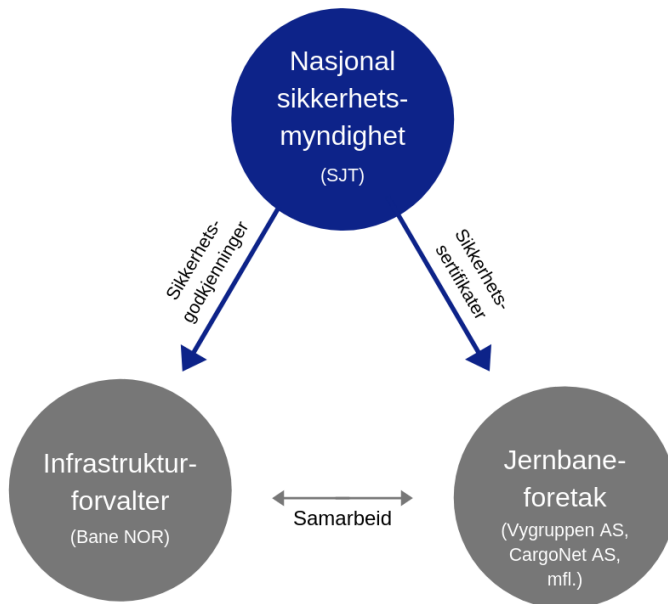 Nasjonal
sikkerhets-
myndighet
(SJT)
Sikkerhets-
godkjenninger
Sikkerhets-
sertifikater
Infrastruktur-
forvalter
(Bane NOR)
Samarbeid
Jernbane-
foretak
(Vygruppen AS,
CargoNet AS,
mfl.)